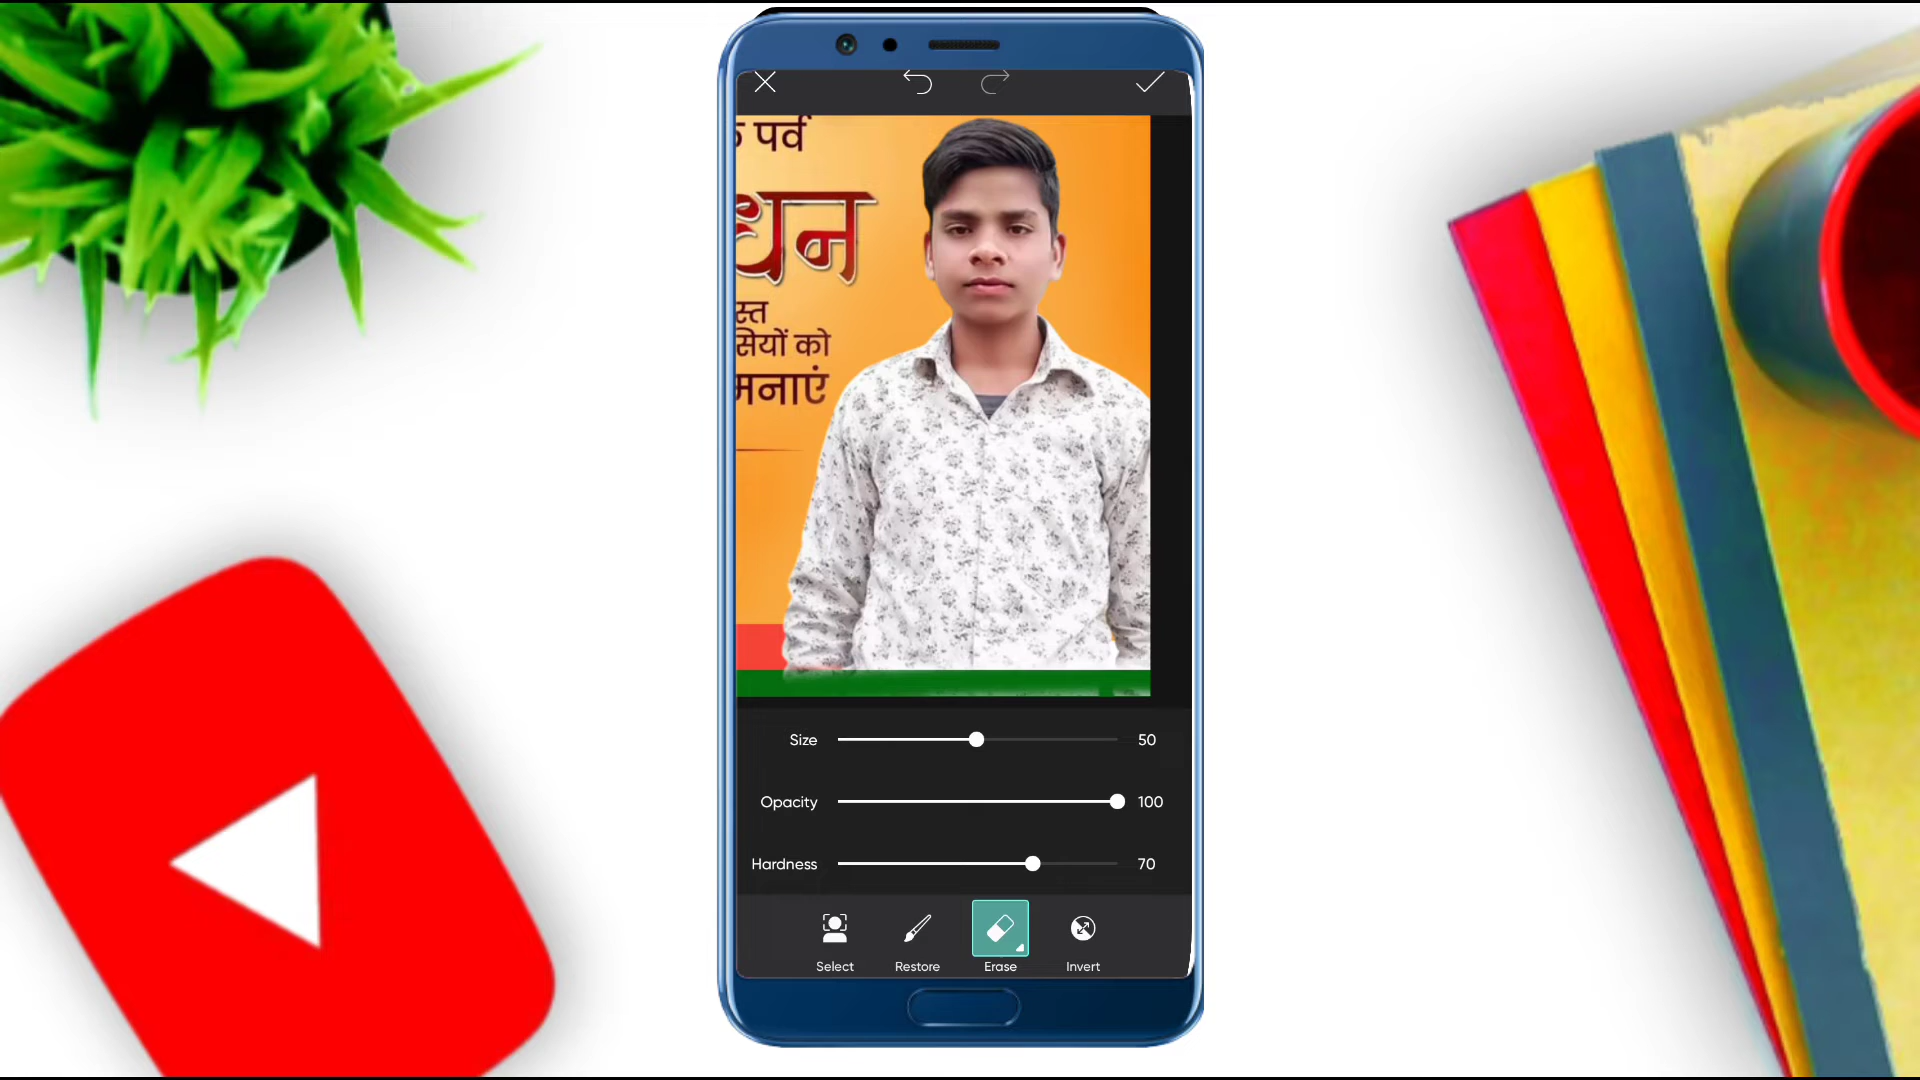 पर्व
धन
स्त
सियों को
मनाएं
Size 50
Opacity 100
Hardness 70
Select Restore Erase Invert